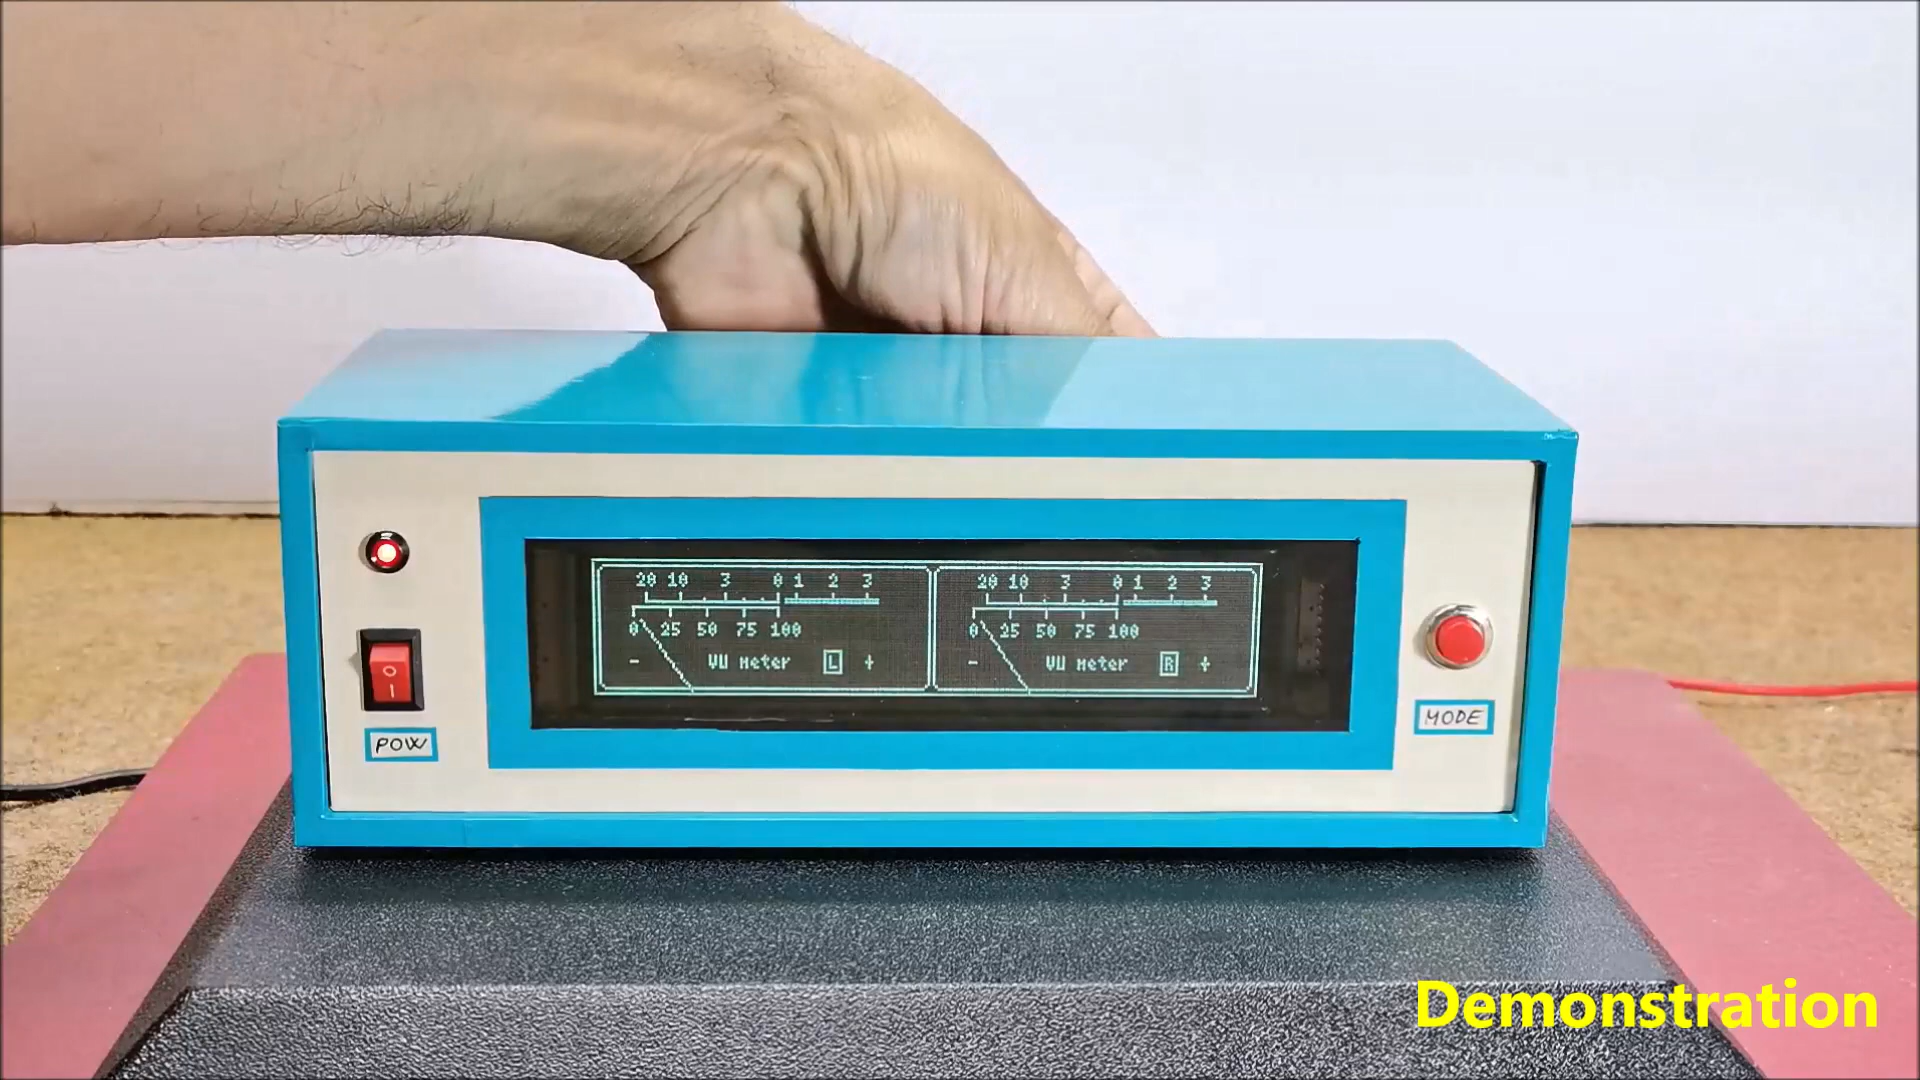 20 10 3 0 1 2 3
0 25 50 75 100
- VU meter L +
20 10 3 0 1 2 3
0 25 50 75 100
- VU meter R +
O
I
POW
MODE
Demonstration